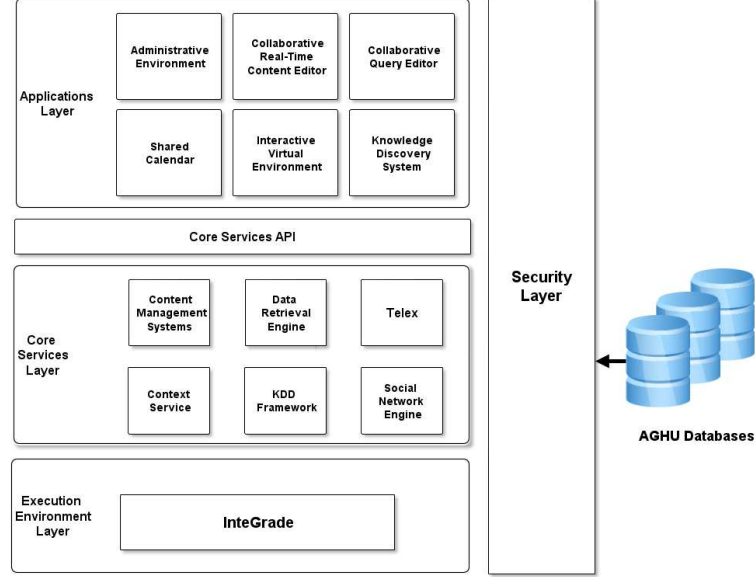 Administrative
Environment
Collaborative
Real-Time
Content Editor
Collaborative
Query Editor
Applications
Layer
Shared
Calendar
Interactive
Virtual
Environment
Knowledge
Discovery
System
Core Services API
Security
Layer
Content
Management
Systems
Data
Retrieval
Engine
Telex
Core
Services
Layer
Context
Service
KDD
Framework
Social
Network
Engine
AGHU Databases
Execution
Environment
Layer
InteGrade